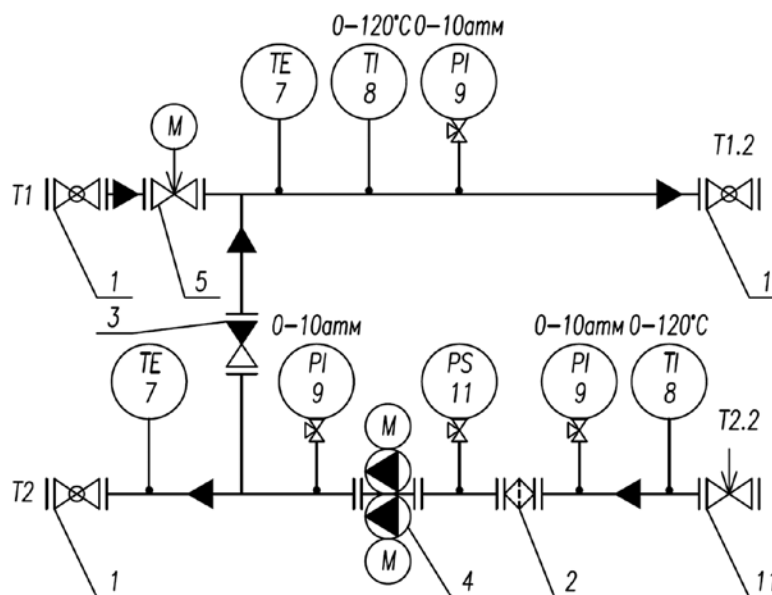 0-120°C 0-10атм
TE TI PI
7 8 9
M
T1 T1.2
1 5 1
3
0-10атм 0-10атм 0-120°C
TE PI PS PI TI
7 9 11 9 8
M T2.2
T2
M
1 4 2 11